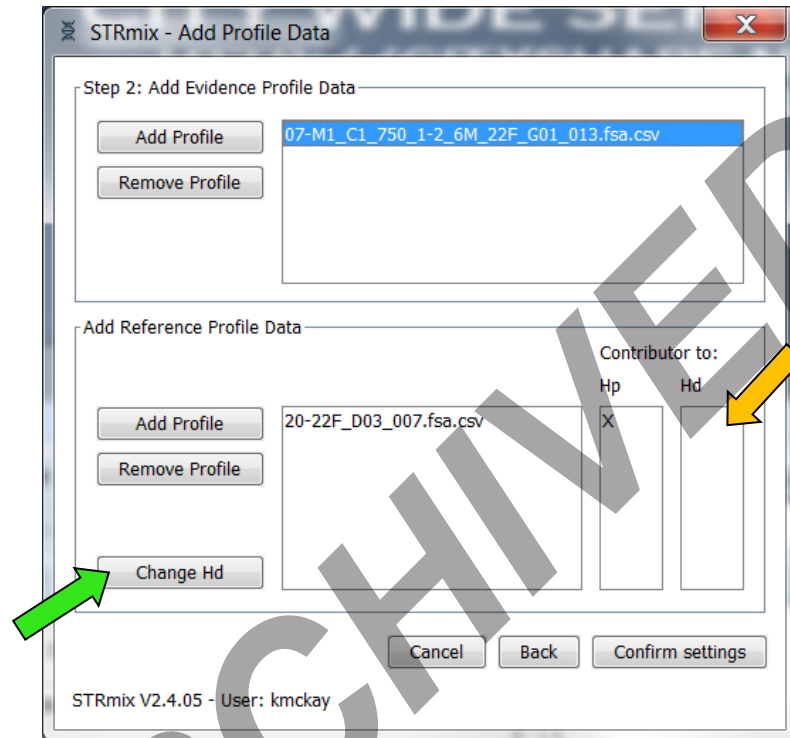 STRmix - Add Profile Data
Step 2: Add Evidence Profile Data
Add Profile
07-M1_C1_750_1-2_6M_22F_G01_013.fsa.csv
Remove Profile
Add Reference Profile Data
Contributor to:
Hp Hd
Add Profile
20-22F_D03_007.fsa.csv
X
Remove Profile
Change Hd
Cancel
Back
Confirm settings
STRmix V2.4.05 - User: kmckay
CHIVED